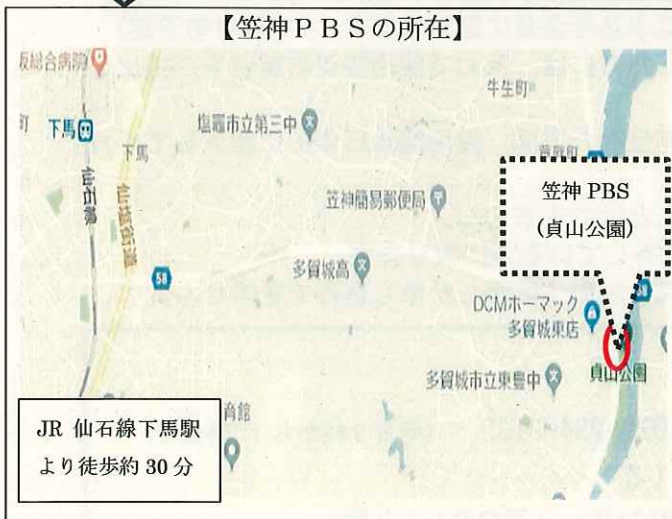 【笠神PBSの所在】
坂総合病院
牛生町
下馬
塩竈市立第三中
下馬
仙石線
仙塩街道
笠神簡易郵便局
笠神 PBS
(貞山公園)
58
多賀城高
DCMホーマック
多賀城東店
貞山公園
多賀城市立東豊中
育館
JR 仙石線下馬駅
より徒歩約 30 分